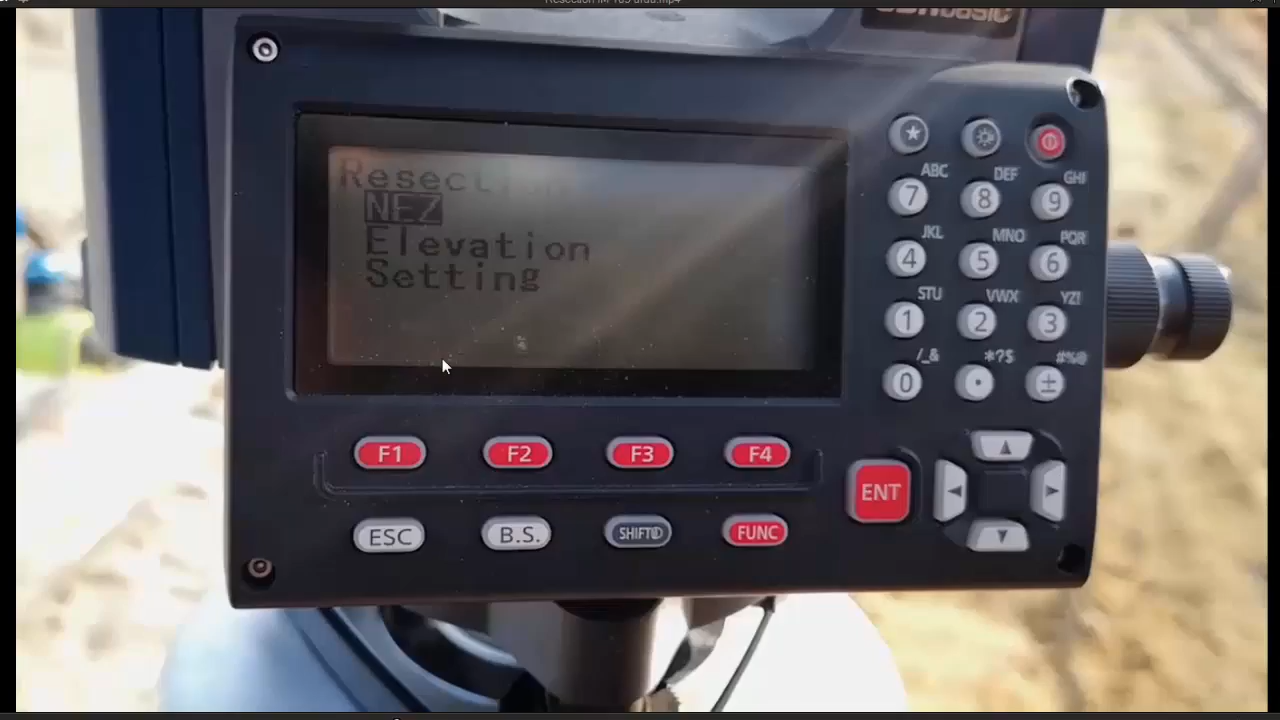 basic
Resection
NEZ
Elevation
Setting
ABC DEF GHI
7 8 9
JKL MNO PQR
4 5 6
STU VWX YZ!
1 2 3
/_& *?$ #%@
0 • ±
F1 F2 F3 F4
ENT
ESC B.S. SHIFT FUNC